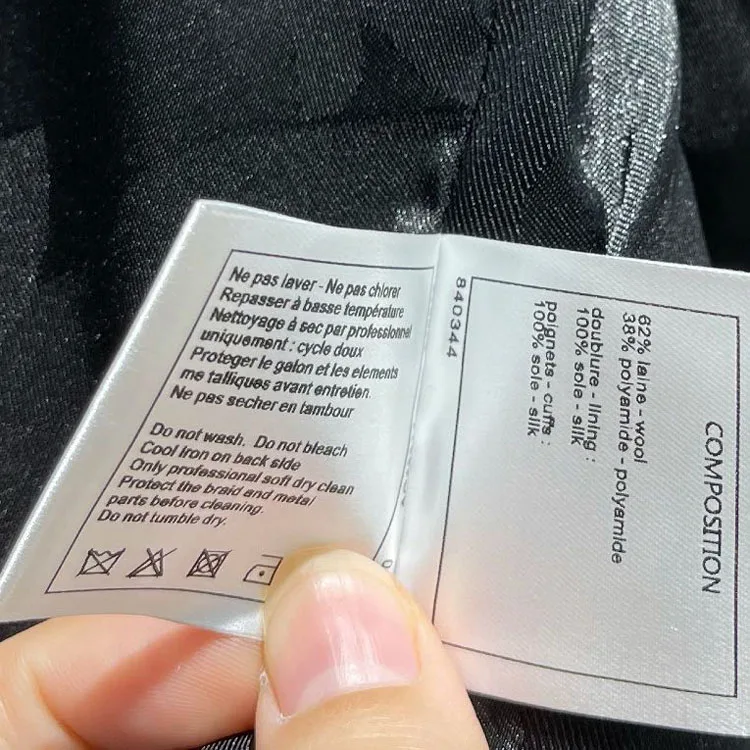 Ne pas laver - Ne pas chlorer
Repasser à basse température
Nettoyage à sec par professionnel
uniquement : cycle doux
Proteger le galon et les elements
me talliques avant entretien
Ne pas secher en tambour
Do not wash. Do not bleach
Cool Iron on back side
Only professional soft dry clean
Protect the braid and metal
parts before cleaning.
Do not tumble dry.
840344
COMPOSITION
62% laine - wool
38% polyamide - polyamide
doublure - lining :
100% soie - silk
poignets - cuffs :
100% soie - silk